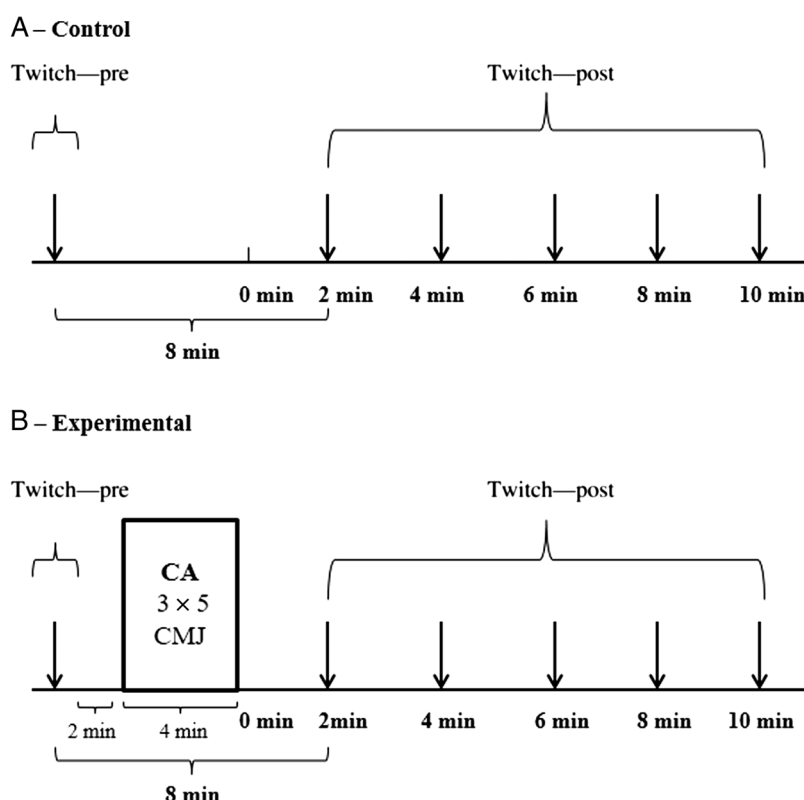 A – Control
Twitch—pre
Twitch—post
0 min 2 min 4 min 6 min 8 min 10 min
8 min
B – Experimental
Twitch—pre
Twitch—post
CA
3 × 5
CMJ
2 min 4 min 0 min 2min 4 min 6 min 8 min 10 min
8 min